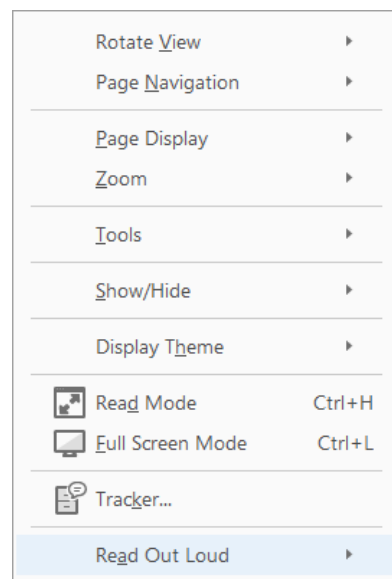 Rotate View
Page Navigation
Page Display
Zoom
Tools
Show/Hide
Display Theme
Read Mode Ctrl+H
Full Screen Mode Ctrl+L
Tracker...
Read Out Loud